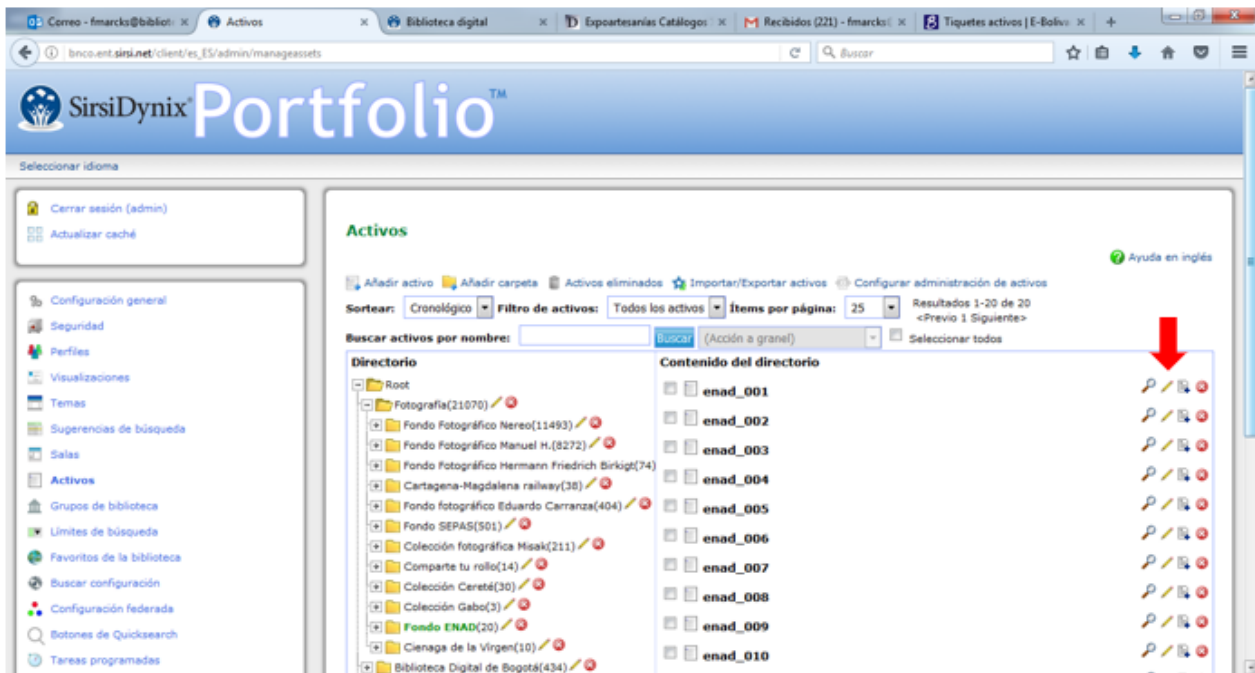 Correo - fmarcks@bibliot
Activos
Biblioteca digital
Expoartesanías Catálogos
Recibidos (221) - fmarcks
Tiquetes activos | E-Boliv
bnco.ent.sirsi.net/client/es_ES/admin/manageassets
Buscar
SirsiDynix® Portfolio™
Seleccionar idioma
Cerrar sesión (admin)
Actualizar caché
Configuración general
Seguridad
Perfiles
Visualizaciones
Temas
Sugerencias de búsqueda
Salas
Activos
Grupos de biblioteca
Límites de búsqueda
Favoritos de la biblioteca
Buscar configuración
Configuración federada
Botones de Quicksearch
Tareas programadas
Activos
Ayuda en inglés
Añadir activo Añadir carpeta Activos eliminados Importar/Exportar activos Configurar administración de activos
Sortear: Cronológico Filtro de activos: Todos los activos Ítems por página: 25 Resultados 1-20 de 20
<Previo 1 Siguiente>
Buscar activos por nombre: Buscar (Acción a granel) Seleccionar todos
Directorio
Root
Fotografía(21070)
Fondo Fotográfico Nereo(11493)
Fondo Fotográfico Manuel H.(8272)
Fondo Fotográfico Hermann Friedrich Birkigt(74)
Cartagena-Magdalena railway(38)
Fondo fotográfico Eduardo Carranza(404)
Fondo SEPAS(501)
Colección fotográfica Misak(211)
Comparte tu rollo(14)
Colección Cereté(30)
Colección Gabo(3)
Fondo ENAD(20)
Cienaga de la Virgen(10)
Biblioteca Digital de Bogotá(434)
Contenido del directorio
enad_001
enad_002
enad_003
enad_004
enad_005
enad_006
enad_007
enad_008
enad_009
enad_010